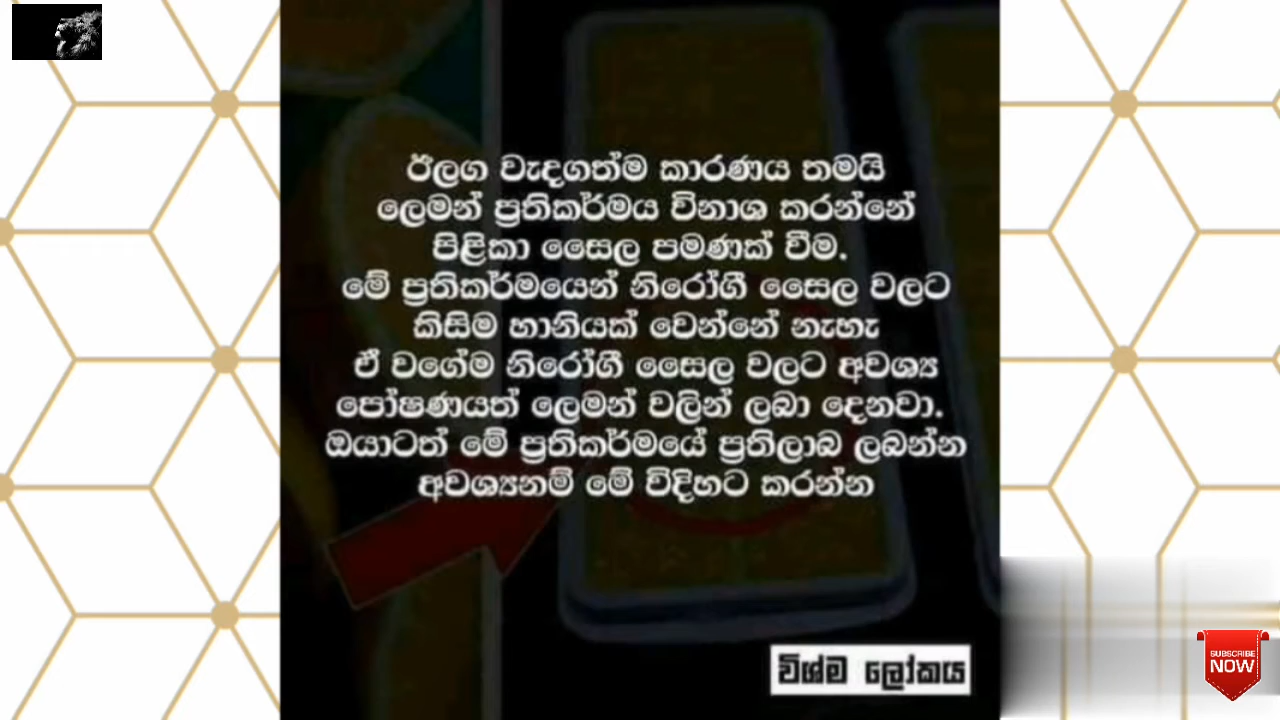 ඊලග වැදගත්ම කාරණය තමයි
ලෙමන් ප්‍රතිකර්මය විනාශ කරන්නේ
පිළිකා සෛල පමණක් වීම.
මේ ප්‍රතිකර්මයෙන් නිරෝගී සෛල වලට
කිසිම හානියක් වෙන්නේ නැහැ
ඒ වගේම නිරෝගී සෛල වලට අවශ්‍ය
පෝෂණයත් ලෙමන් වලින් ලබා දෙනවා.
ඔයාටත් මේ ප්‍රතිකර්මයේ ප්‍රතිලාබ ලබන්න
අවශ්‍යනම් මේ විදිහට කරන්න
විශ්ම ලෝකය
SUBSCRIBE
NOW